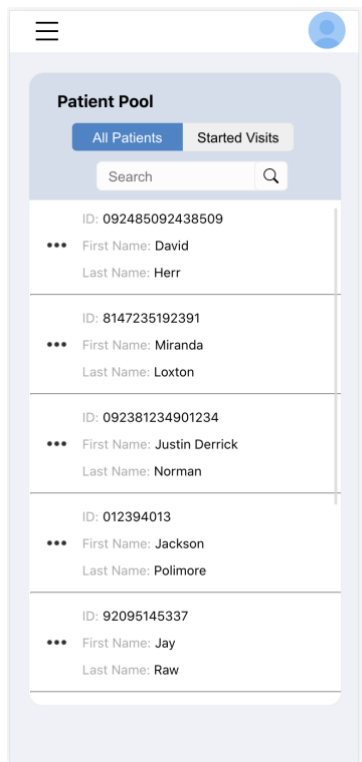 Patient Pool
All Patients Started Visits
Search
ID: 092485092438509
First Name: David
Last Name: Herr
ID: 8147235192391
First Name: Miranda
Last Name: Loxton
ID: 092381234901234
First Name: Justin Derrick
Last Name: Norman
ID: 012394013
First Name: Jackson
Last Name: Polimore
ID: 92095145337
First Name: Jay
Last Name: Raw